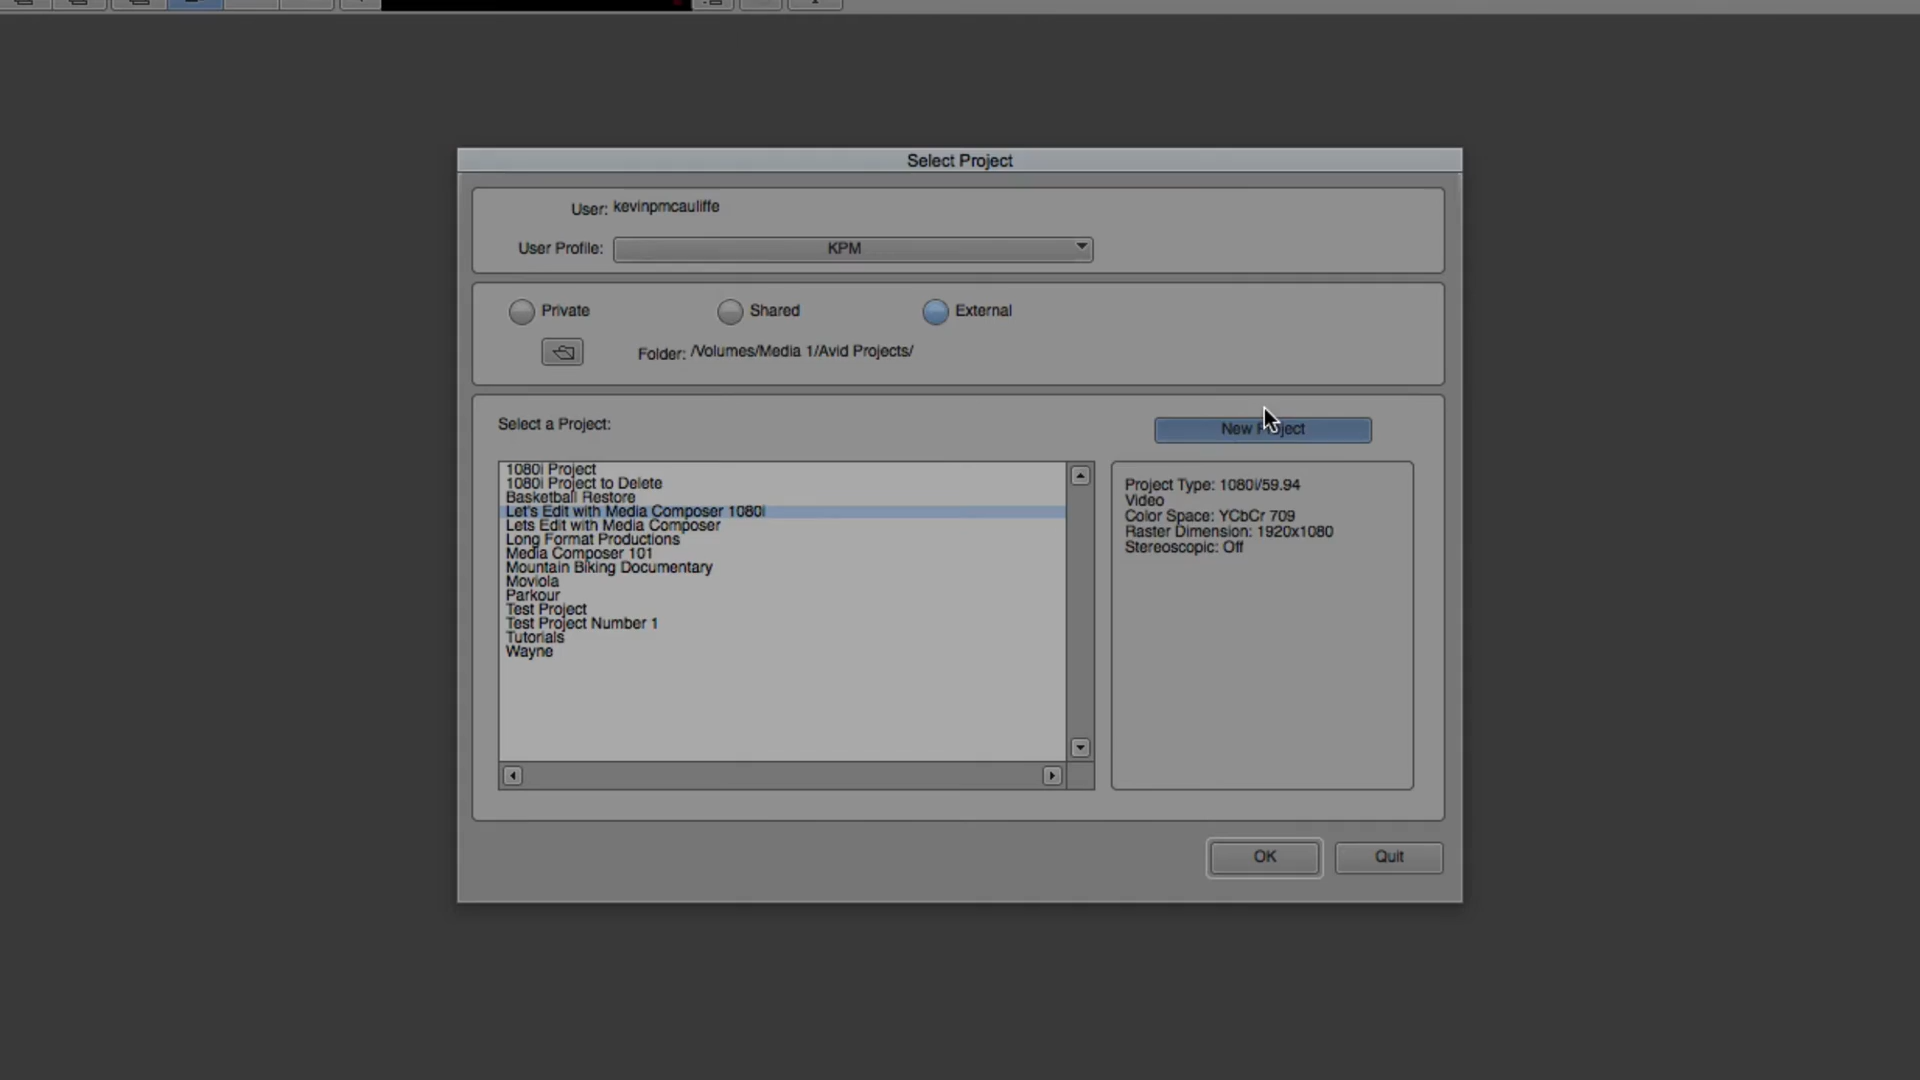 Select Project
User: kevinpmcauliffe
User Profile: KPM
Private Shared External
Folder: /Volumes/Media 1/Avid Projects/
Select a Project:
New Project
1080i Project
1080i Project to Delete
Basketball Restore
Let's Edit with Media Composer 1080i
Lets Edit with Media Composer
Long Format Productions
Media Composer 101
Mountain Biking Documentary
Moviola
Parkour
Test Project
Test Project Number 1
Tutorials
Wayne
Project Type: 1080i/59.94
Video
Color Space: YCbCr 709
Raster Dimension: 1920x1080
Stereoscopic: Off
OK Quit